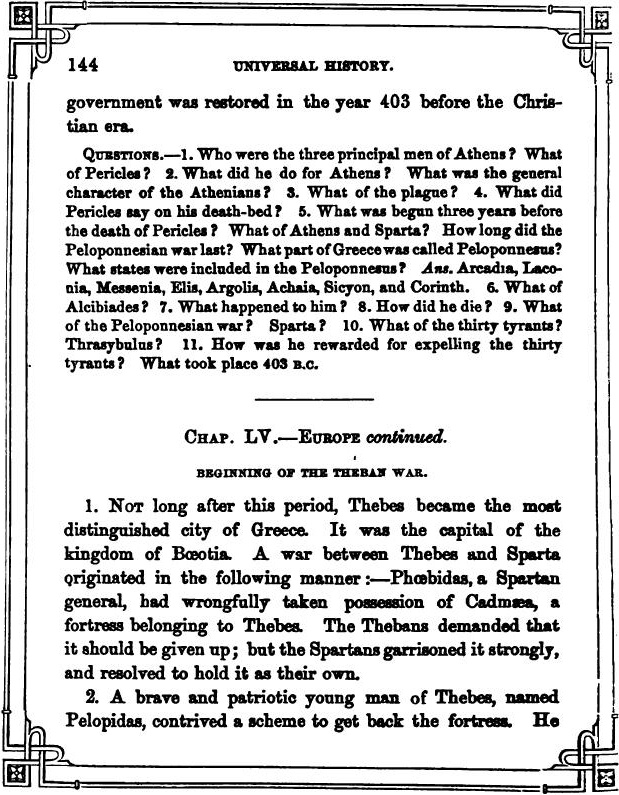 144 UNIVERSAL HISTORY.
government was restored in the year 403 before the Chris-
tian era.
QUESTIONS.—1. Who were the three principal men of Athens? What
of Pericles? 2. What did he do for Athens? What was the general
character of the Athenians? 3. What of the plague? 4. What did
Pericles say on his death-bed? 5. What was begun three years before
the death of Pericles? What of Athens and Sparta? How long did the
Peloponnesian war last? What part of Greece was called Peloponnesus?
What states were included in the Peloponnesus? Ans. Arcadia, Laco-
nia, Messenia, Elis, Argolis, Achaia, Sicyon, and Corinth. 6. What of
Alcibiades? 7. What happened to him? 8. How did he die? 9. What
of the Peloponnesian war? Sparta? 10. What of the thirty tyrants?
Thrasybulus? 11. How was he rewarded for expelling the thirty
tyrants? What took place 403 B.C.
CHAP. LV.—EUROPE continued.
BEGINNING OF THE THEBAN WAR.
1. NOT long after this period, Thebes became the most
distinguished city of Greece. It was the capital of the
kingdom of Bœotia. A war between Thebes and Sparta
originated in the following manner:—Phœbidas, a Spartan
general, had wrongfully taken possession of Cadmæa, a
fortress belonging to Thebes. The Thebans demanded that
it should be given up; but the Spartans garrisoned it strongly,
and resolved to hold it as their own.
2. A brave and patriotic young man of Thebes, named
Pelopidas, contrived a scheme to get back the fortress. He